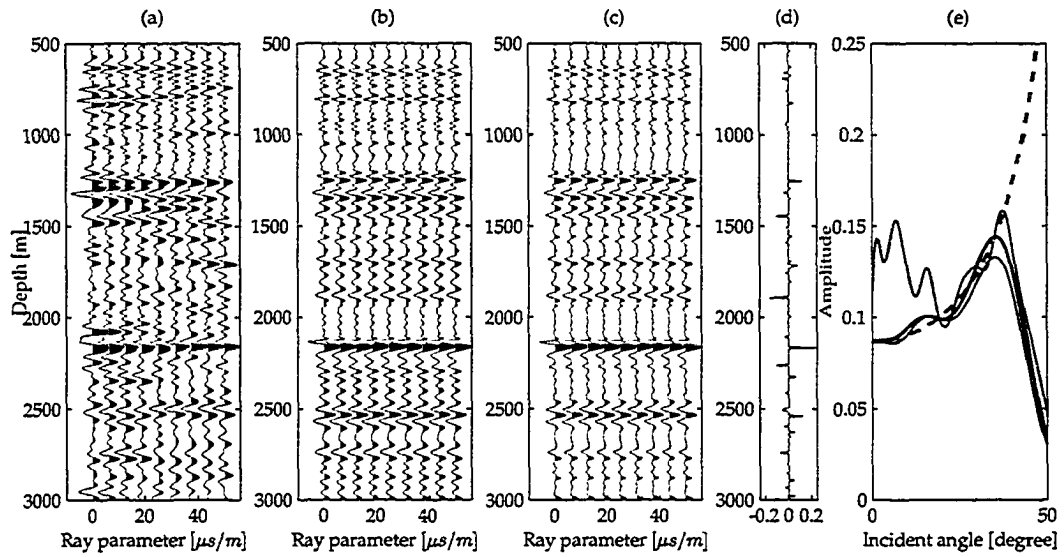 (a) (b) (c) (d) (e)
500 500 500 500 0.25
1000 1000 1000 1000 0.2
1500 1500 1500 1500 0.15
2000 2000 2000 2000 0.1
2500 2500 2500 2500 0.05
3000 3000 3000 3000 0
Depth [m]
Amplitude
0 20 40 0 20 40 0 20 40 -0.2 0 0.2 0 50
Ray parameter [μs/m] Ray parameter [μs/m] Ray parameter [μs/m] Incident angle [degree]